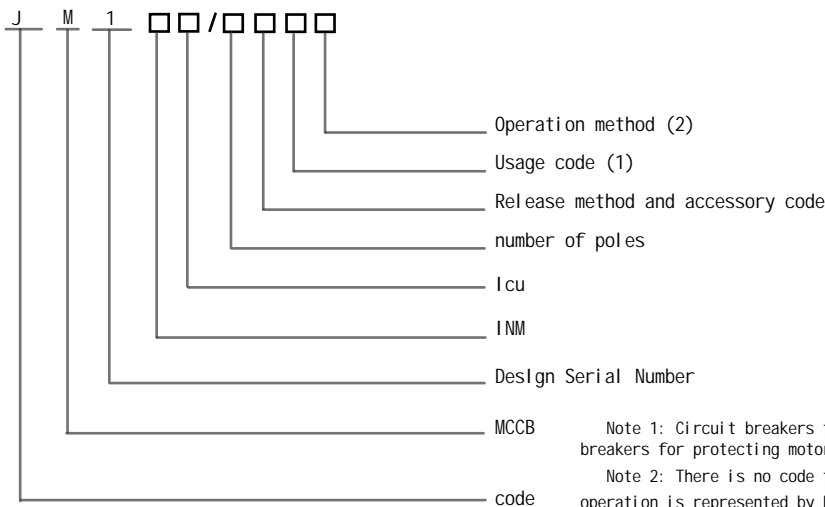 J M 1 □□/□□□□
Operation method (2)
Usage code (1)
Release method and accessory code
number of poles
Icu
INM
Design Serial Number
MCCB
Note 1: Circuit breakers
breakers for protecting
Note 2: There is no code
code
operation is represented by